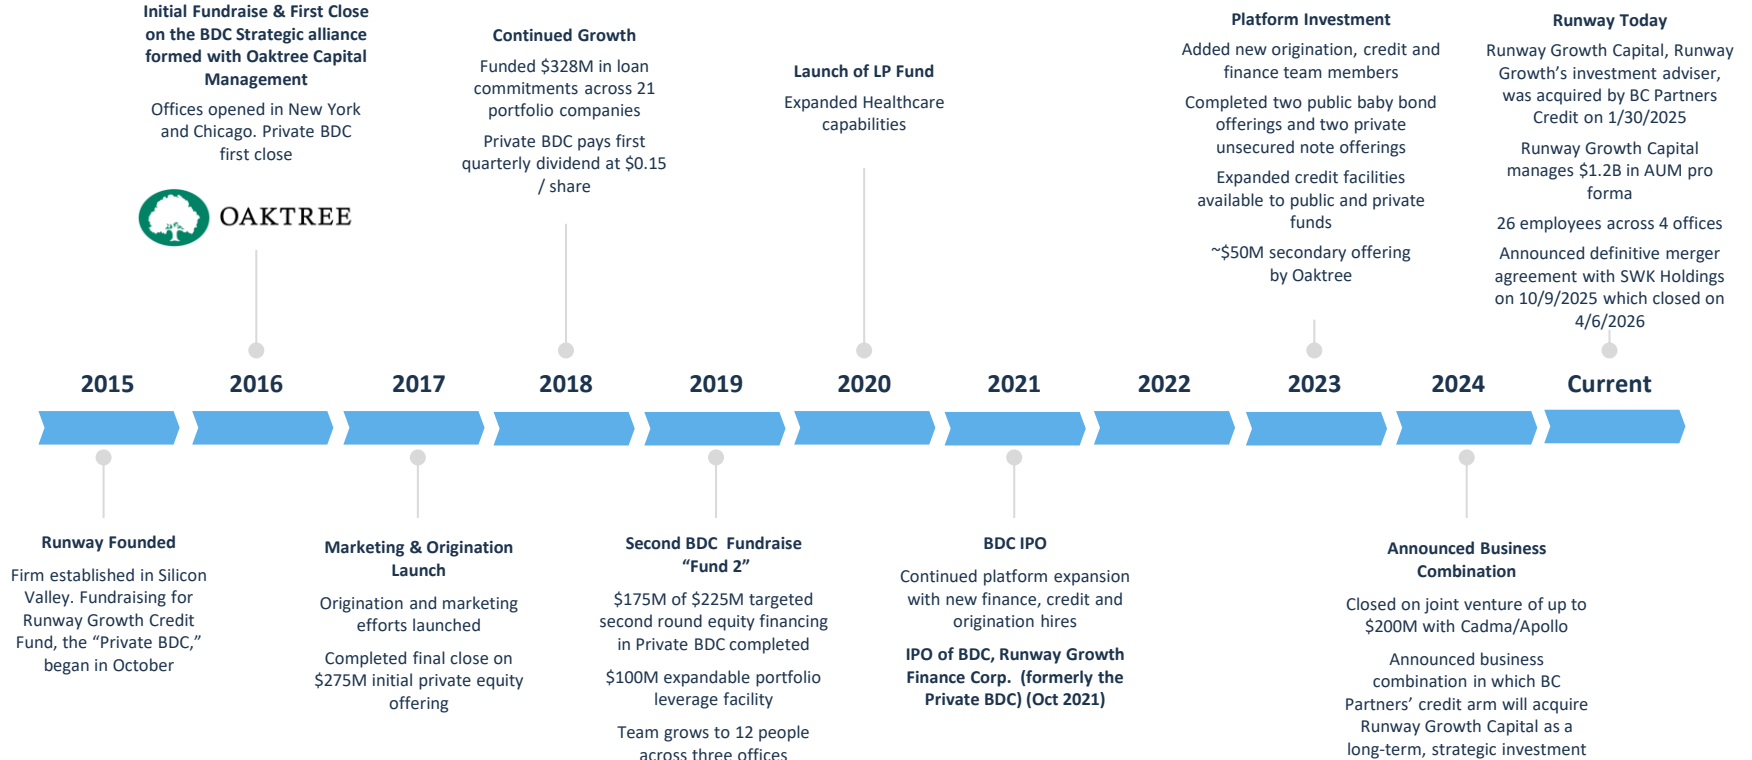 Initial Fundraise & First Close
on the BDC Strategic alliance
formed with Oaktree Capital
Management
Offices opened in New York
and Chicago. Private BDC
first close
OAKTREE
Continued Growth
Funded $328M in loan
commitments across 21
portfolio companies
Private BDC pays first
quarterly dividend at $0.15
/ share
Launch of LP Fund
Expanded Healthcare
capabilities
Platform Investment
Added new origination, credit and
finance team members
Completed two public baby bond
offerings and two private
unsecured note offerings
Expanded credit facilities
available to public and private
funds
~$50M secondary offering
by Oaktree
Runway Today
Runway Growth Capital, Runway
Growth’s investment adviser,
was acquired by BC Partners
Credit on 1/30/2025
Runway Growth Capital
manages $1.2B in AUM pro
forma
26 employees across 4 offices
Announced definitive merger
agreement with SWK Holdings
on 10/9/2025 which closed on
4/6/2026
2015 2016 2017 2018 2019 2020 2021 2022 2023 2024 Current
Runway Founded
Firm established in Silicon
Valley. Fundraising for
Runway Growth Credit
Fund, the “Private BDC,”
began in October
Marketing & Origination
Launch
Origination and marketing
efforts launched
Completed final close on
$275M initial private equity
offering
Second BDC Fundraise
“Fund 2”
$175M of $225M targeted
second round equity financing
in Private BDC completed
$100M expandable portfolio
leverage facility
Team grows to 12 people
across three offices
BDC IPO
Continued platform expansion
with new finance, credit and
origination hires
IPO of BDC, Runway Growth
Finance Corp. (formerly the
Private BDC) (Oct 2021)
Announced Business
Combination
Closed on joint venture of up to
$200M with Cadma/Apollo
Announced business
combination in which BC
Partners’ credit arm will acquire
Runway Growth Capital as a
long-term, strategic investment